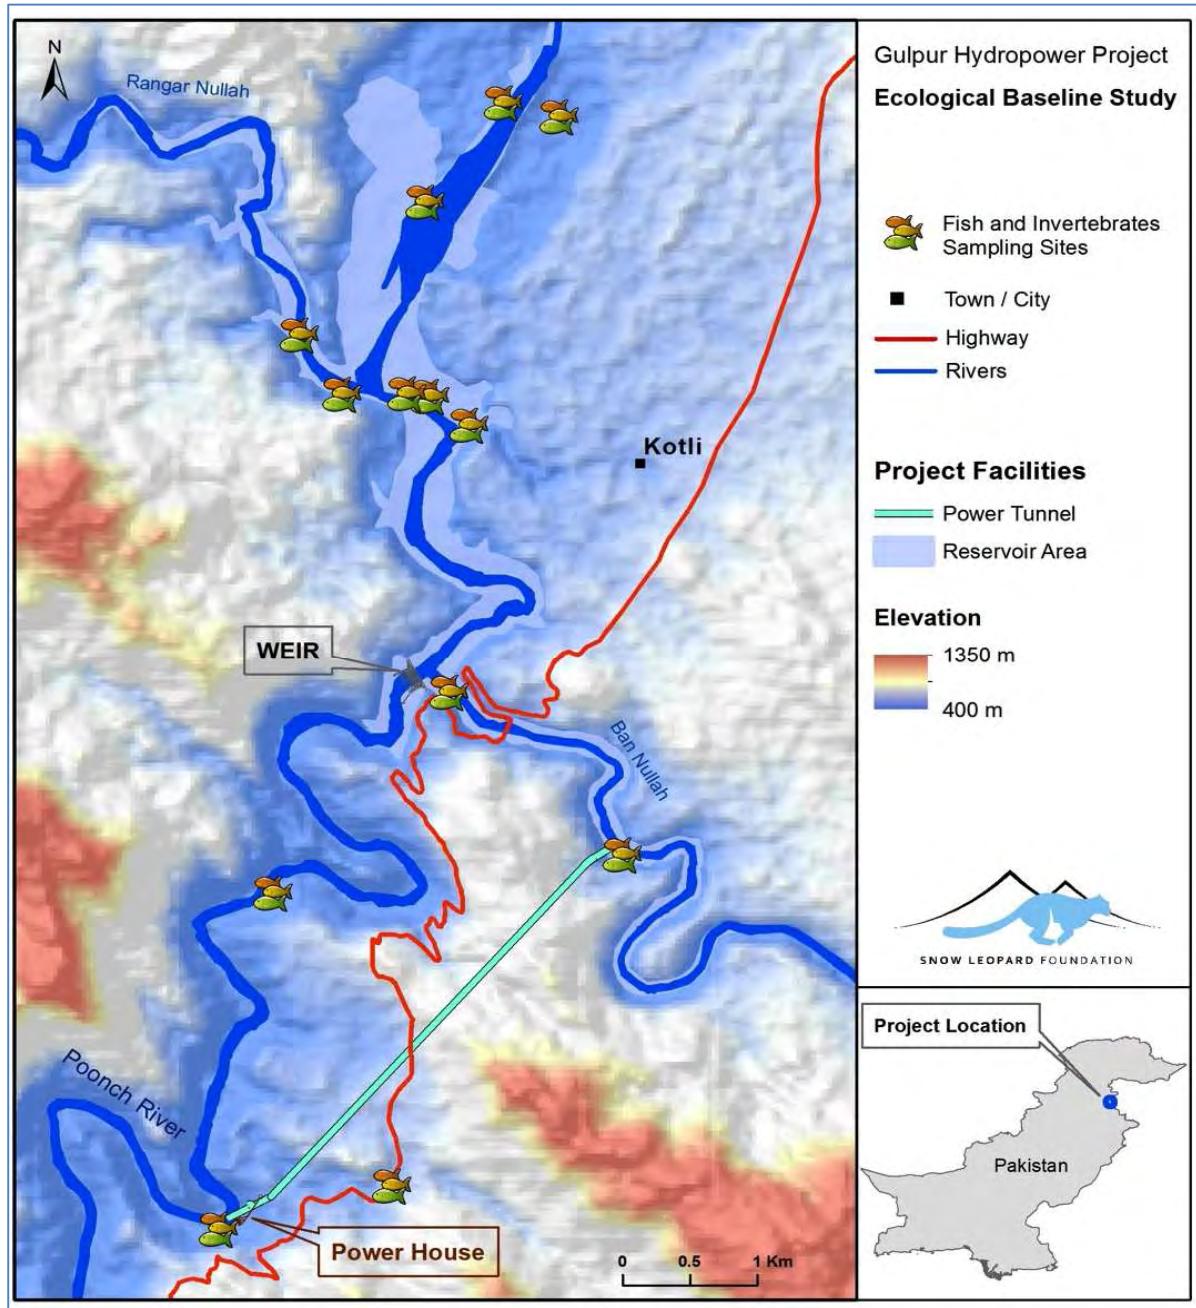 N
Rangar Nullah
Kotli
WEIR
Ban Nullah
Poonch River
Power House
0 0.5 1 Km
Gulpur Hydropower Project
Ecological Baseline Study
Fish and Invertebrates
Sampling Sites
Town / City
Highway
Rivers
Project Facilities
Power Tunnel
Reservoir Area
Elevation
1350 m
400 m
SNOW LEOPARD FOUNDATION
Project Location
Pakistan